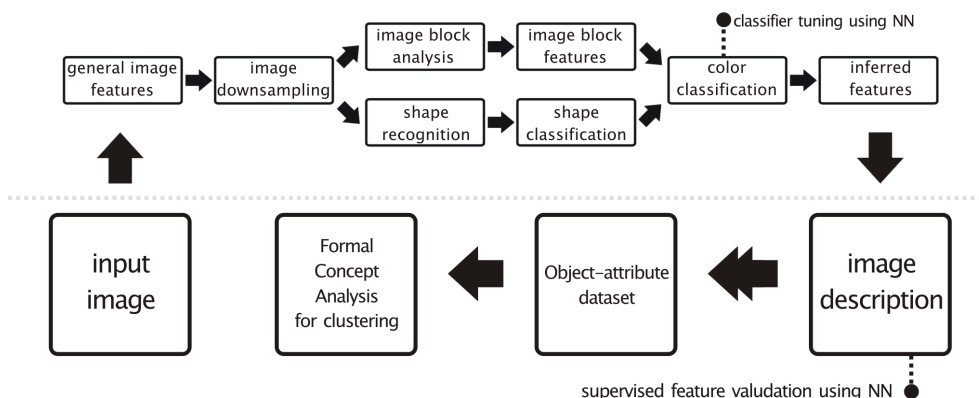 classifier tuning using NN
general image
features
image
downsampling
image block
analysis
image block
features
shape
recognition
shape
classification
color
classification
inferred
features
input
image
Formal
Concept
Analysis
for clustering
Object-attribute
dataset
image
description
supervised feature valudation using NN